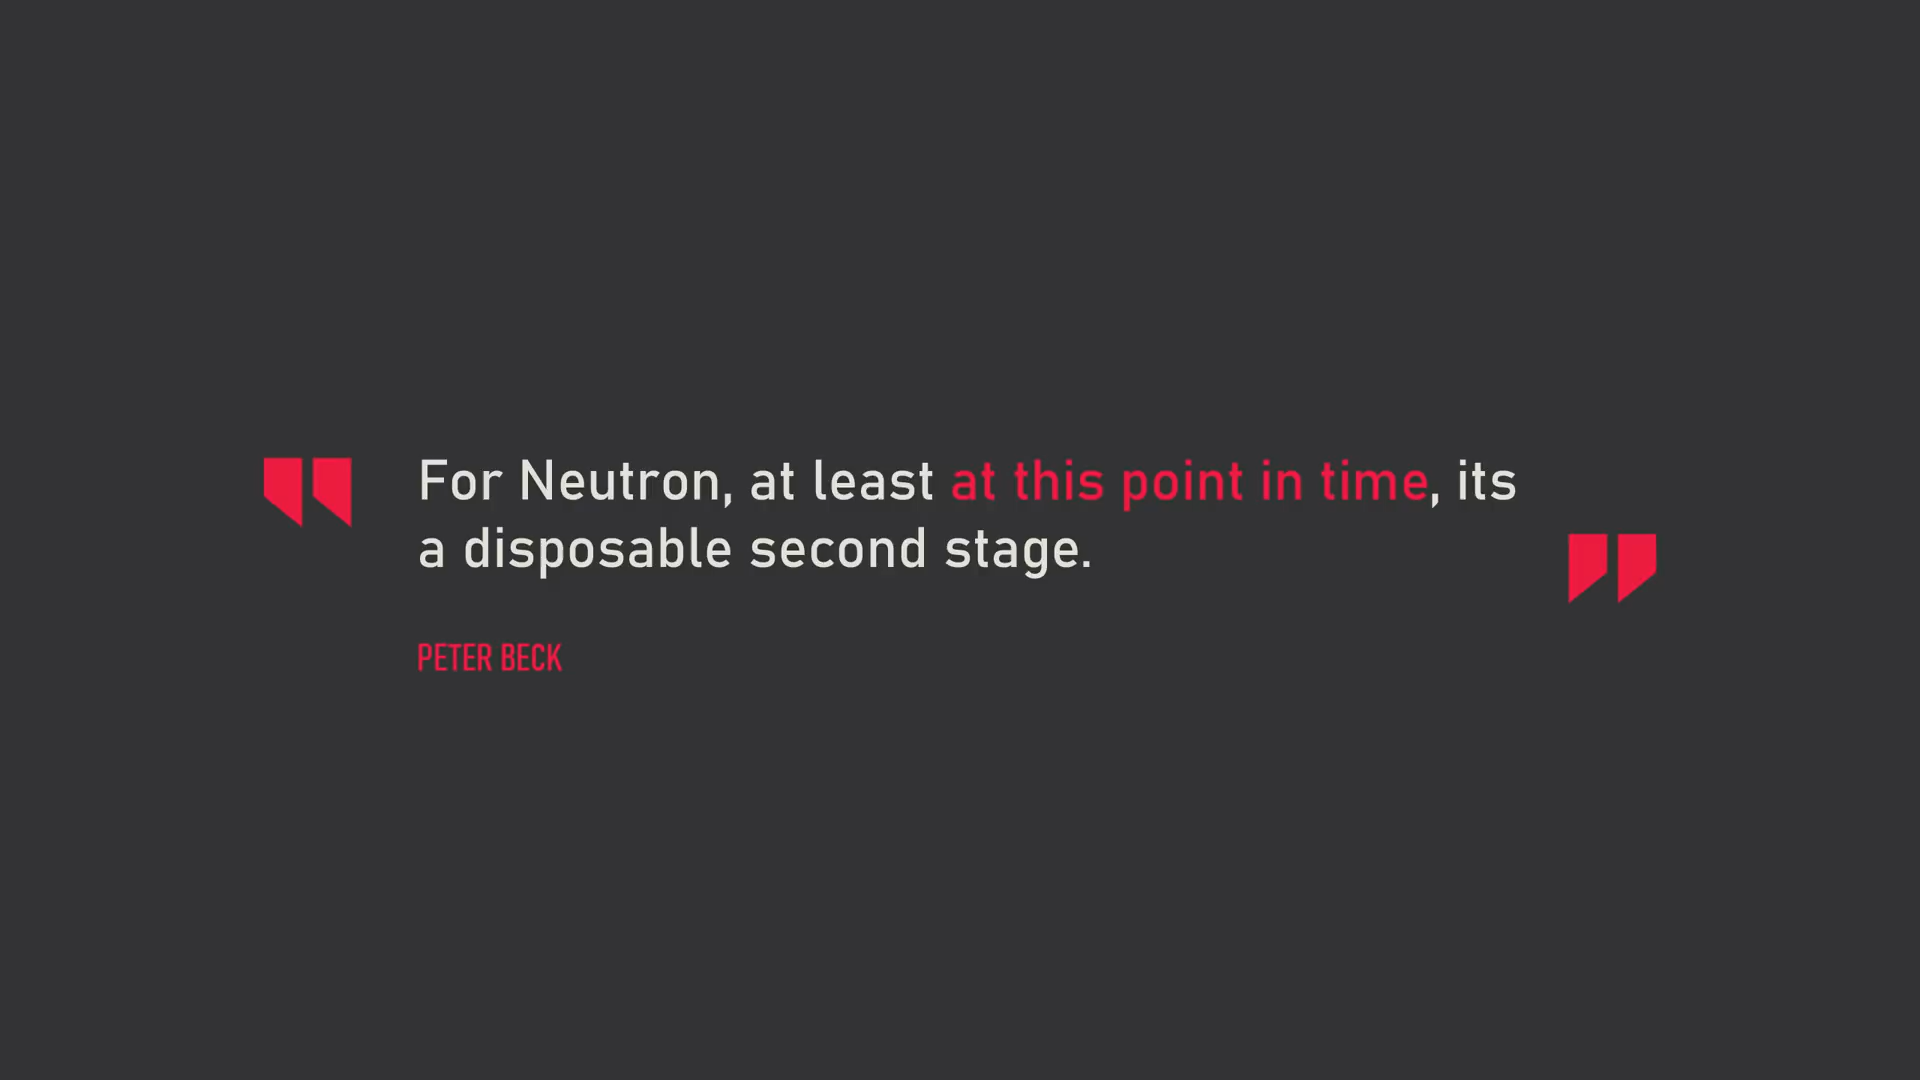 For Neutron, at least at this point in time, its
a disposable second stage.
PETER BECK